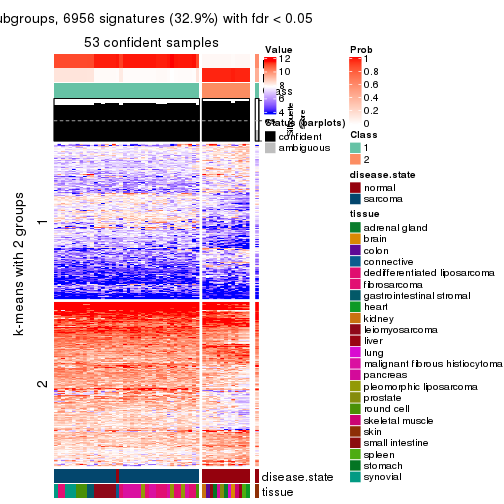 ubgroups, 6956 signatures (32.9%) with fdr < 0.05
53 confident samples
k-means with 2 groups
1
2
Value
12
10
8
6
4
Status (barplots)
confident
ambiguous
Silhouette
Prob
1
0.8
0.6
0.4
0.2
0
Class
1
2
disease.state
normal
sarcoma
tissue
adrenal gland
brain
colon
connective
dedifferentiated liposarcoma
fibrosarcoma
gastrointestinal stromal
heart
kidney
leiomyosarcoma
liver
lung
malignant fibrous histiocytoma
pancreas
pleomorphic liposarcoma
prostate
round cell
skeletal muscle
skin
small intestine
spleen
stomach
synovial
disease.state
tissue